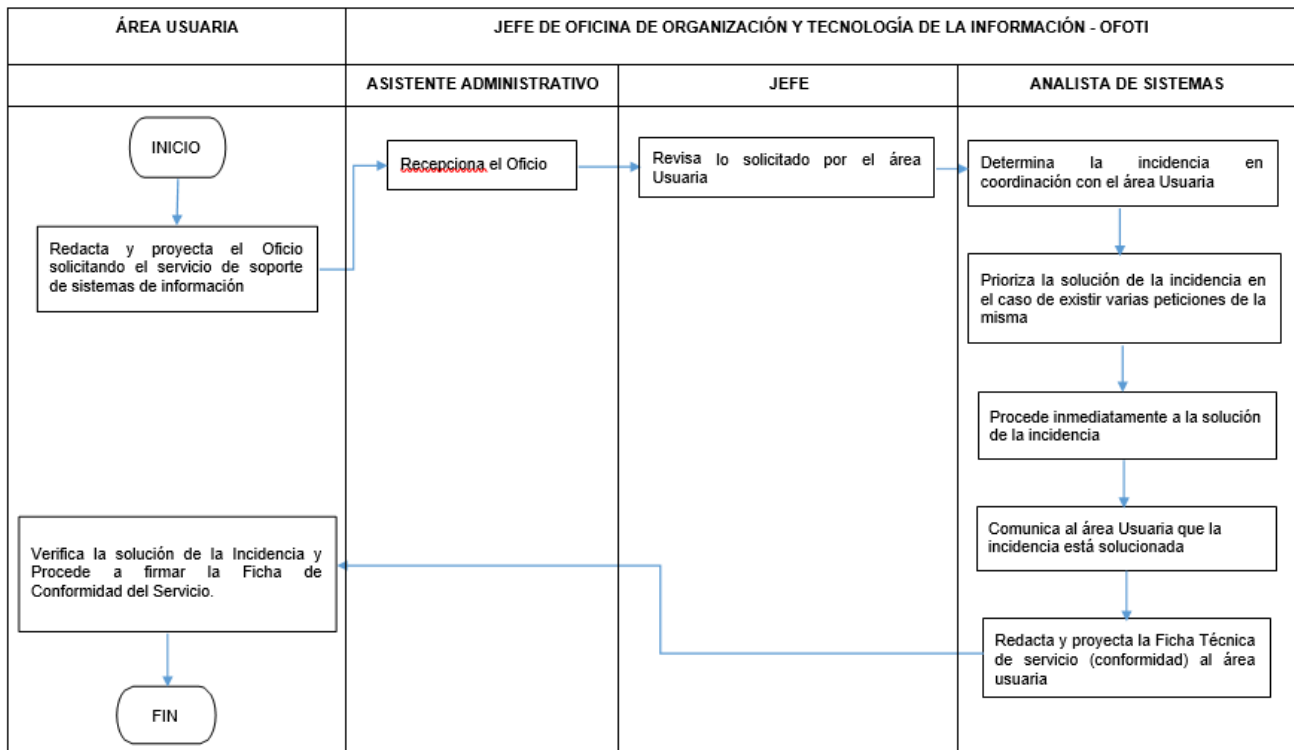 ÁREA USUARIA
JEFE DE OFICINA DE ORGANIZACIÓN Y TECNOLOGÍA DE LA INFORMACIÓN - OFOTI
ASISTENTE ADMINISTRATIVO
JEFE
ANALISTA DE SISTEMAS
INICIO
Redacta y proyecta el Oficio
solicitando el servicio de soporte
de sistemas de información
Recepciona el Oficio
Revisa lo solicitado por el área
Usuaria
Determina la incidencia en
coordinación con el área Usuaria
Prioriza la solución de la incidencia en
el caso de existir varias peticiones de la
misma
Procede inmediatamente a la solución
de la incidencia
Comunica al área Usuaria que la
incidencia está solucionada
Redacta y proyecta la Ficha Técnica
de servicio (conformidad) al área
usuaria
Verifica la solución de la Incidencia y
Procede a firmar la Ficha de
Conformidad del Servicio.
FIN